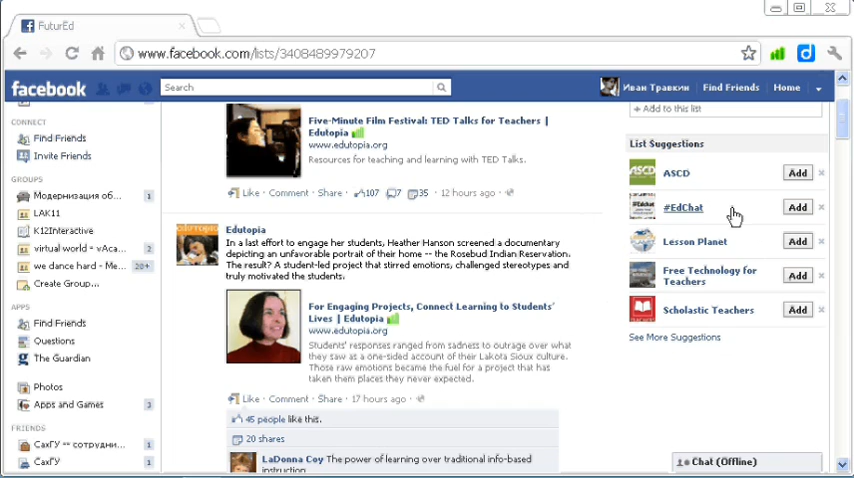 FuturEd
www.facebook.com/lists/3408489979207
facebook
Search
Иван Травкин
Find Friends
Home
CONNECT
Find Friends
Invite Friends
GROUPS
Модернизация об... 1
LAK11
K12Interactive
virtual world = vAca... 2
we dance hard - Me... 20+
Create Group...
APPS
Find Friends
Questions
The Guardian
Photos
Apps and Games 3
FRIENDS
СахГУ == сотрудни... 1
СахГУ 1
Five-Minute Film Festival: TED Talks for Teachers |
Edutopia
www.edutopia.org
Resources for teaching and learning with TED Talks.
Like · Comment · Share · 107 7 35 · 12 hours ago ·
Edutopia
In a last effort to engage her students, Heather Hanson screened a documentary
depicting an unfavorable portrait of their home -- the Rosebud Indian Reservation.
The result? A student-led project that stirred emotions, challenged stereotypes and
truly motivated the students.
For Engaging Projects, Connect Learning to Students'
Lives | Edutopia
www.edutopia.org
Students' responses ranged from sadness to outrage over what
they saw as a one-sided account of their Lakota Sioux culture.
Those raw emotions became the fuel for a project that has
taken them places they never expected.
Like · Comment · Share · 17 hours ago ·
45 people like this.
20 shares
LaDonna Coy The power of learning over traditional info-based
instruction
+ Add to this list
List Suggestions
ASCD
ASCD Add
#EdChat Add
Lesson Planet Add
Free Technology for
Teachers Add
Scholastic Teachers Add
See More Suggestions
Chat (Offline)